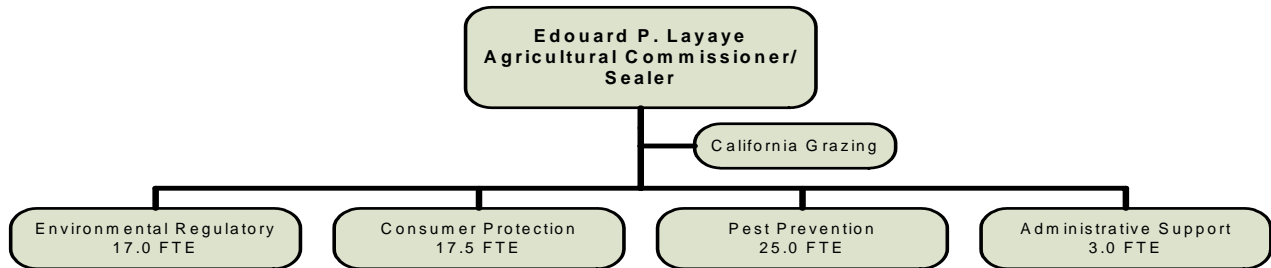 Edouard P. Layaye
Agricultural Commissioner/
Sealer
California Grazing
Environmental Regulatory
17.0 FTE
Consumer Protection
17.5 FTE
Pest Prevention
25.0 FTE
Administrative Support
3.0 FTE